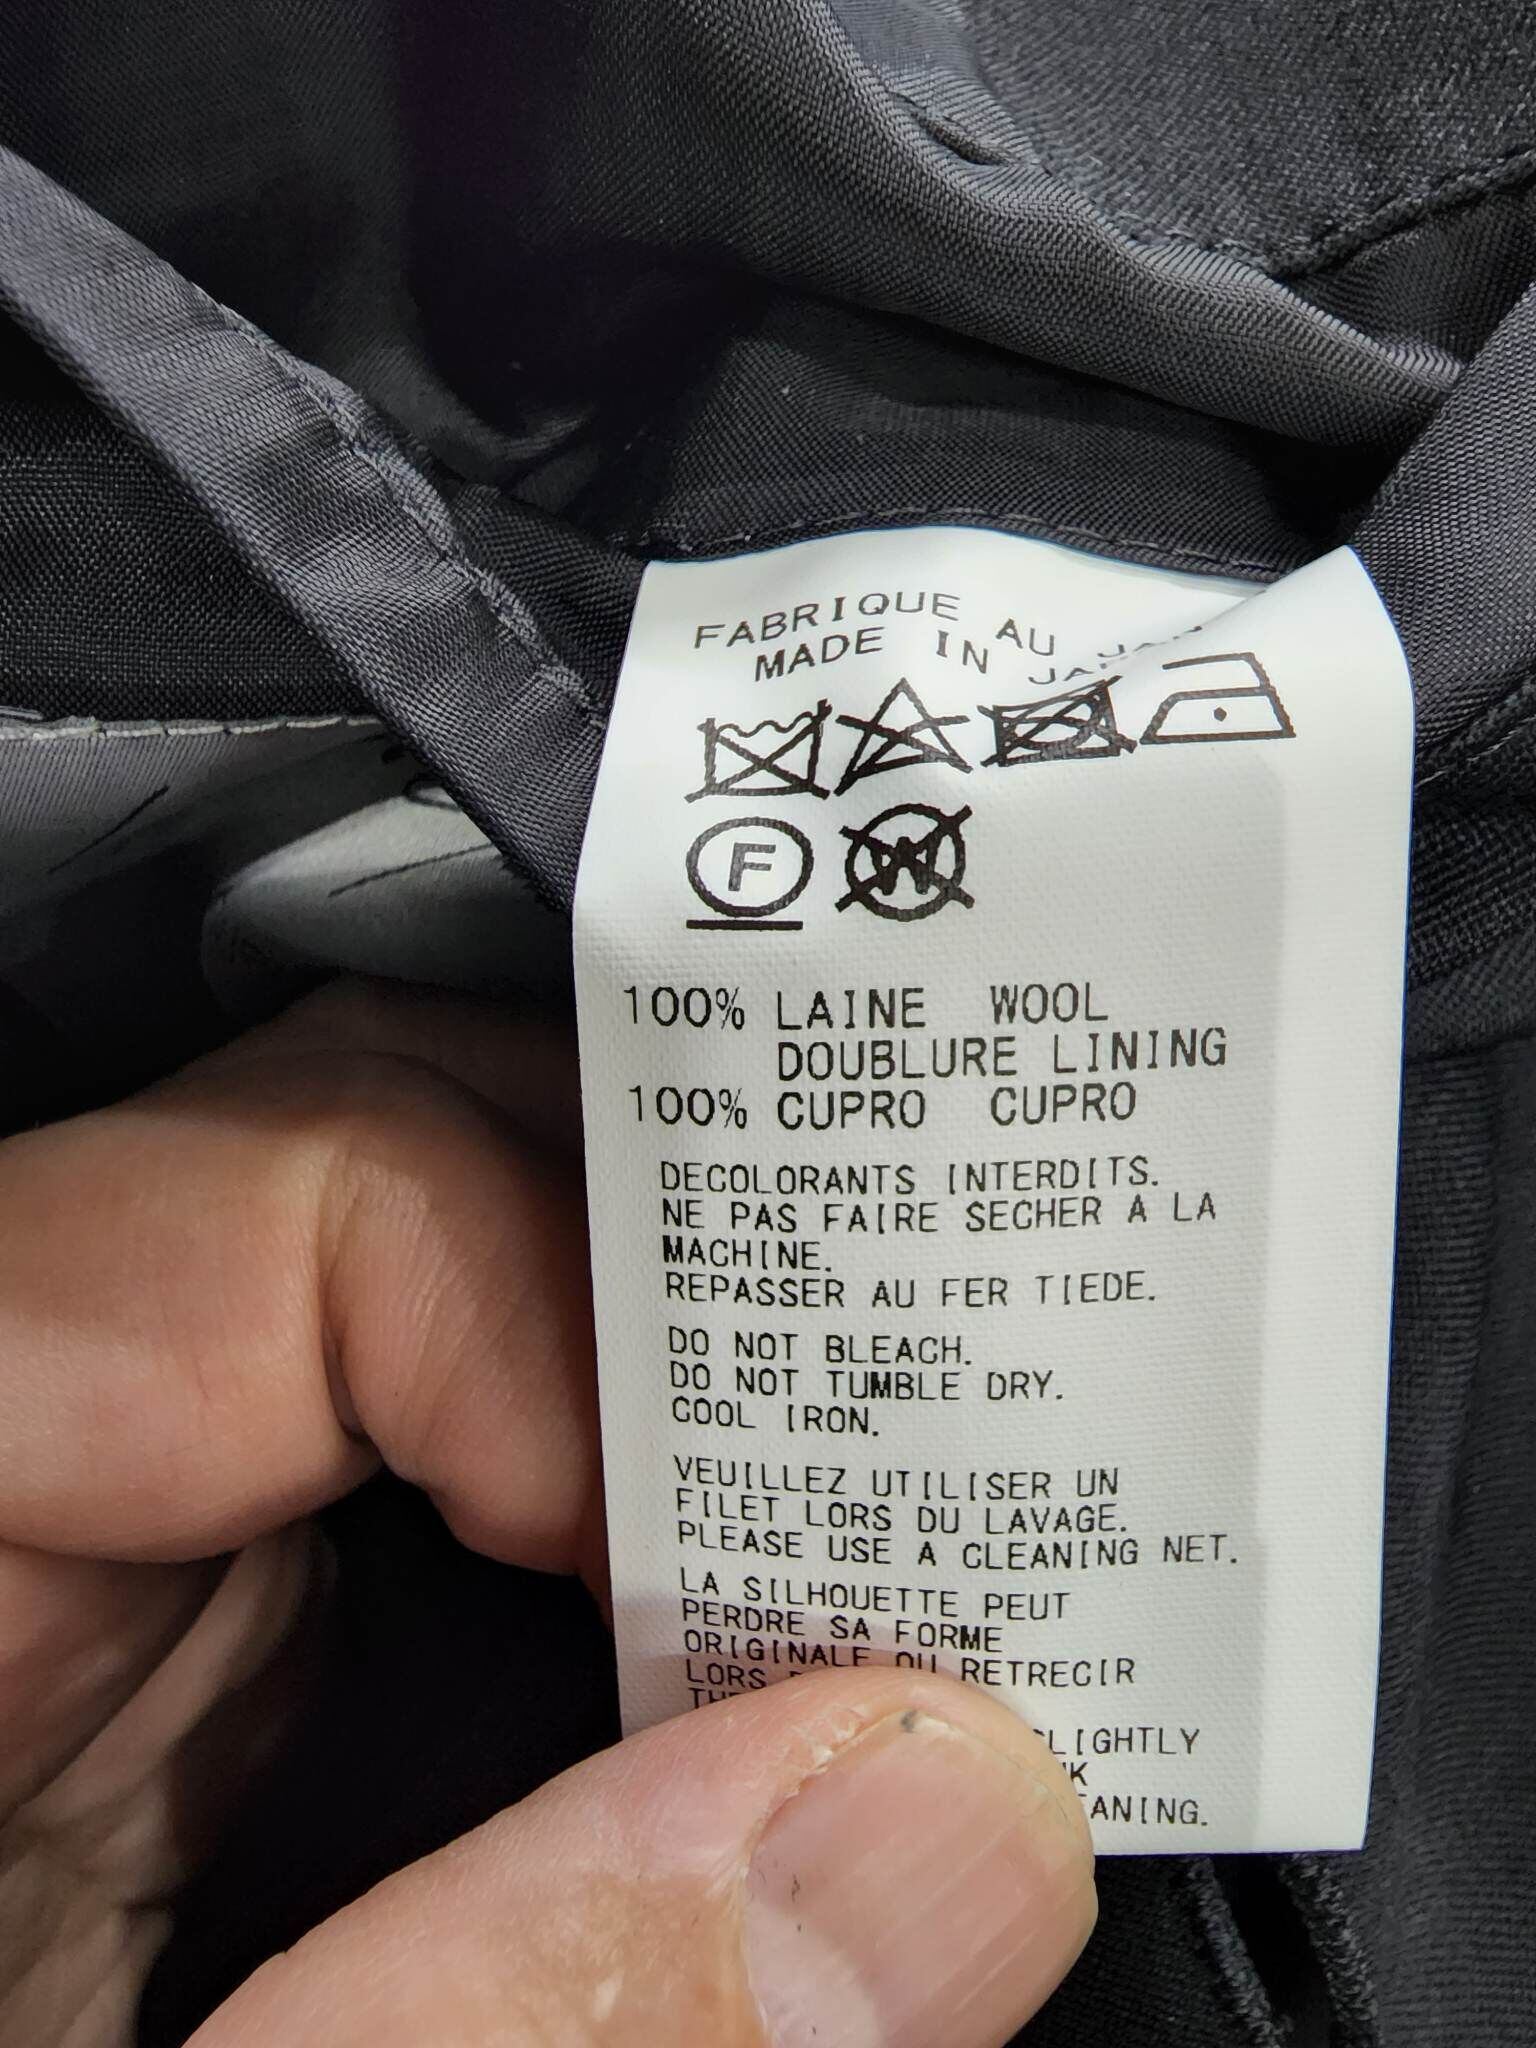 FABRIQUE AU
MADE IN
F
W
100% LAINE WOOL
DOUBLURE LINING
100% CUPRO CUPRO
DECOLORANTS INTERDITS.
NE PAS FAIRE SECHER A LA
MACHINE.
REPASSER AU FER TIEDE.
DO NOT BLEACH.
DO NOT TUMBLE DRY.
COOL IRON.
VEUILLEZ UTILISER UN
FILET LORS DU LAVAGE.
PLEASE USE A CLEANING NET.
LA SILHOUETTE PEUT
PERDRE SA FORME
ORIGINALE OU RETRECIR
LORS
SLIGHTLY